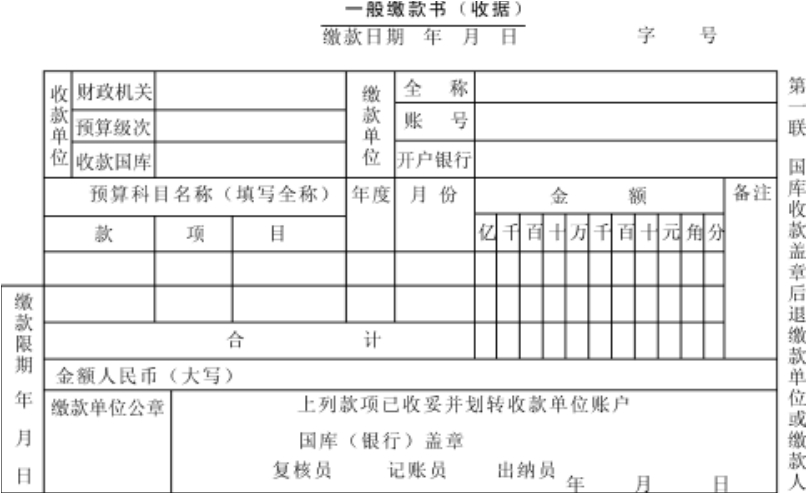 一般缴款书（收据）
缴款日期 年 月 日 字 号
收款单位 财政机关 缴款单位 全 称
预算级次 账 号
收款国库 开户银行
预算科目名称（填写全称） 年度 月 份 金 额 备注
款 项 目 亿 千 百 十 万 千 百 十 元 角 分
合 计
金额人民币（大写）
缴款限期 年 月 日
缴款单位公章 上列款项已收妥并划转收款单位账户
国库（银行）盖章
复核员 记账员 出纳员 年 月 日
第一联 国库收款盖章后退缴款单位或缴款人